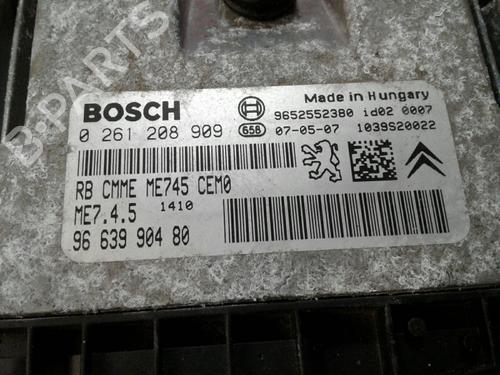 B-PARTS
BOSCH
Made in Hungary
9652552380 id02 0007
0 261 208 909 658 07-05-07 1039S20022
RB CMME ME745 CEM0
ME7.4.5 1410
96 639 904 80